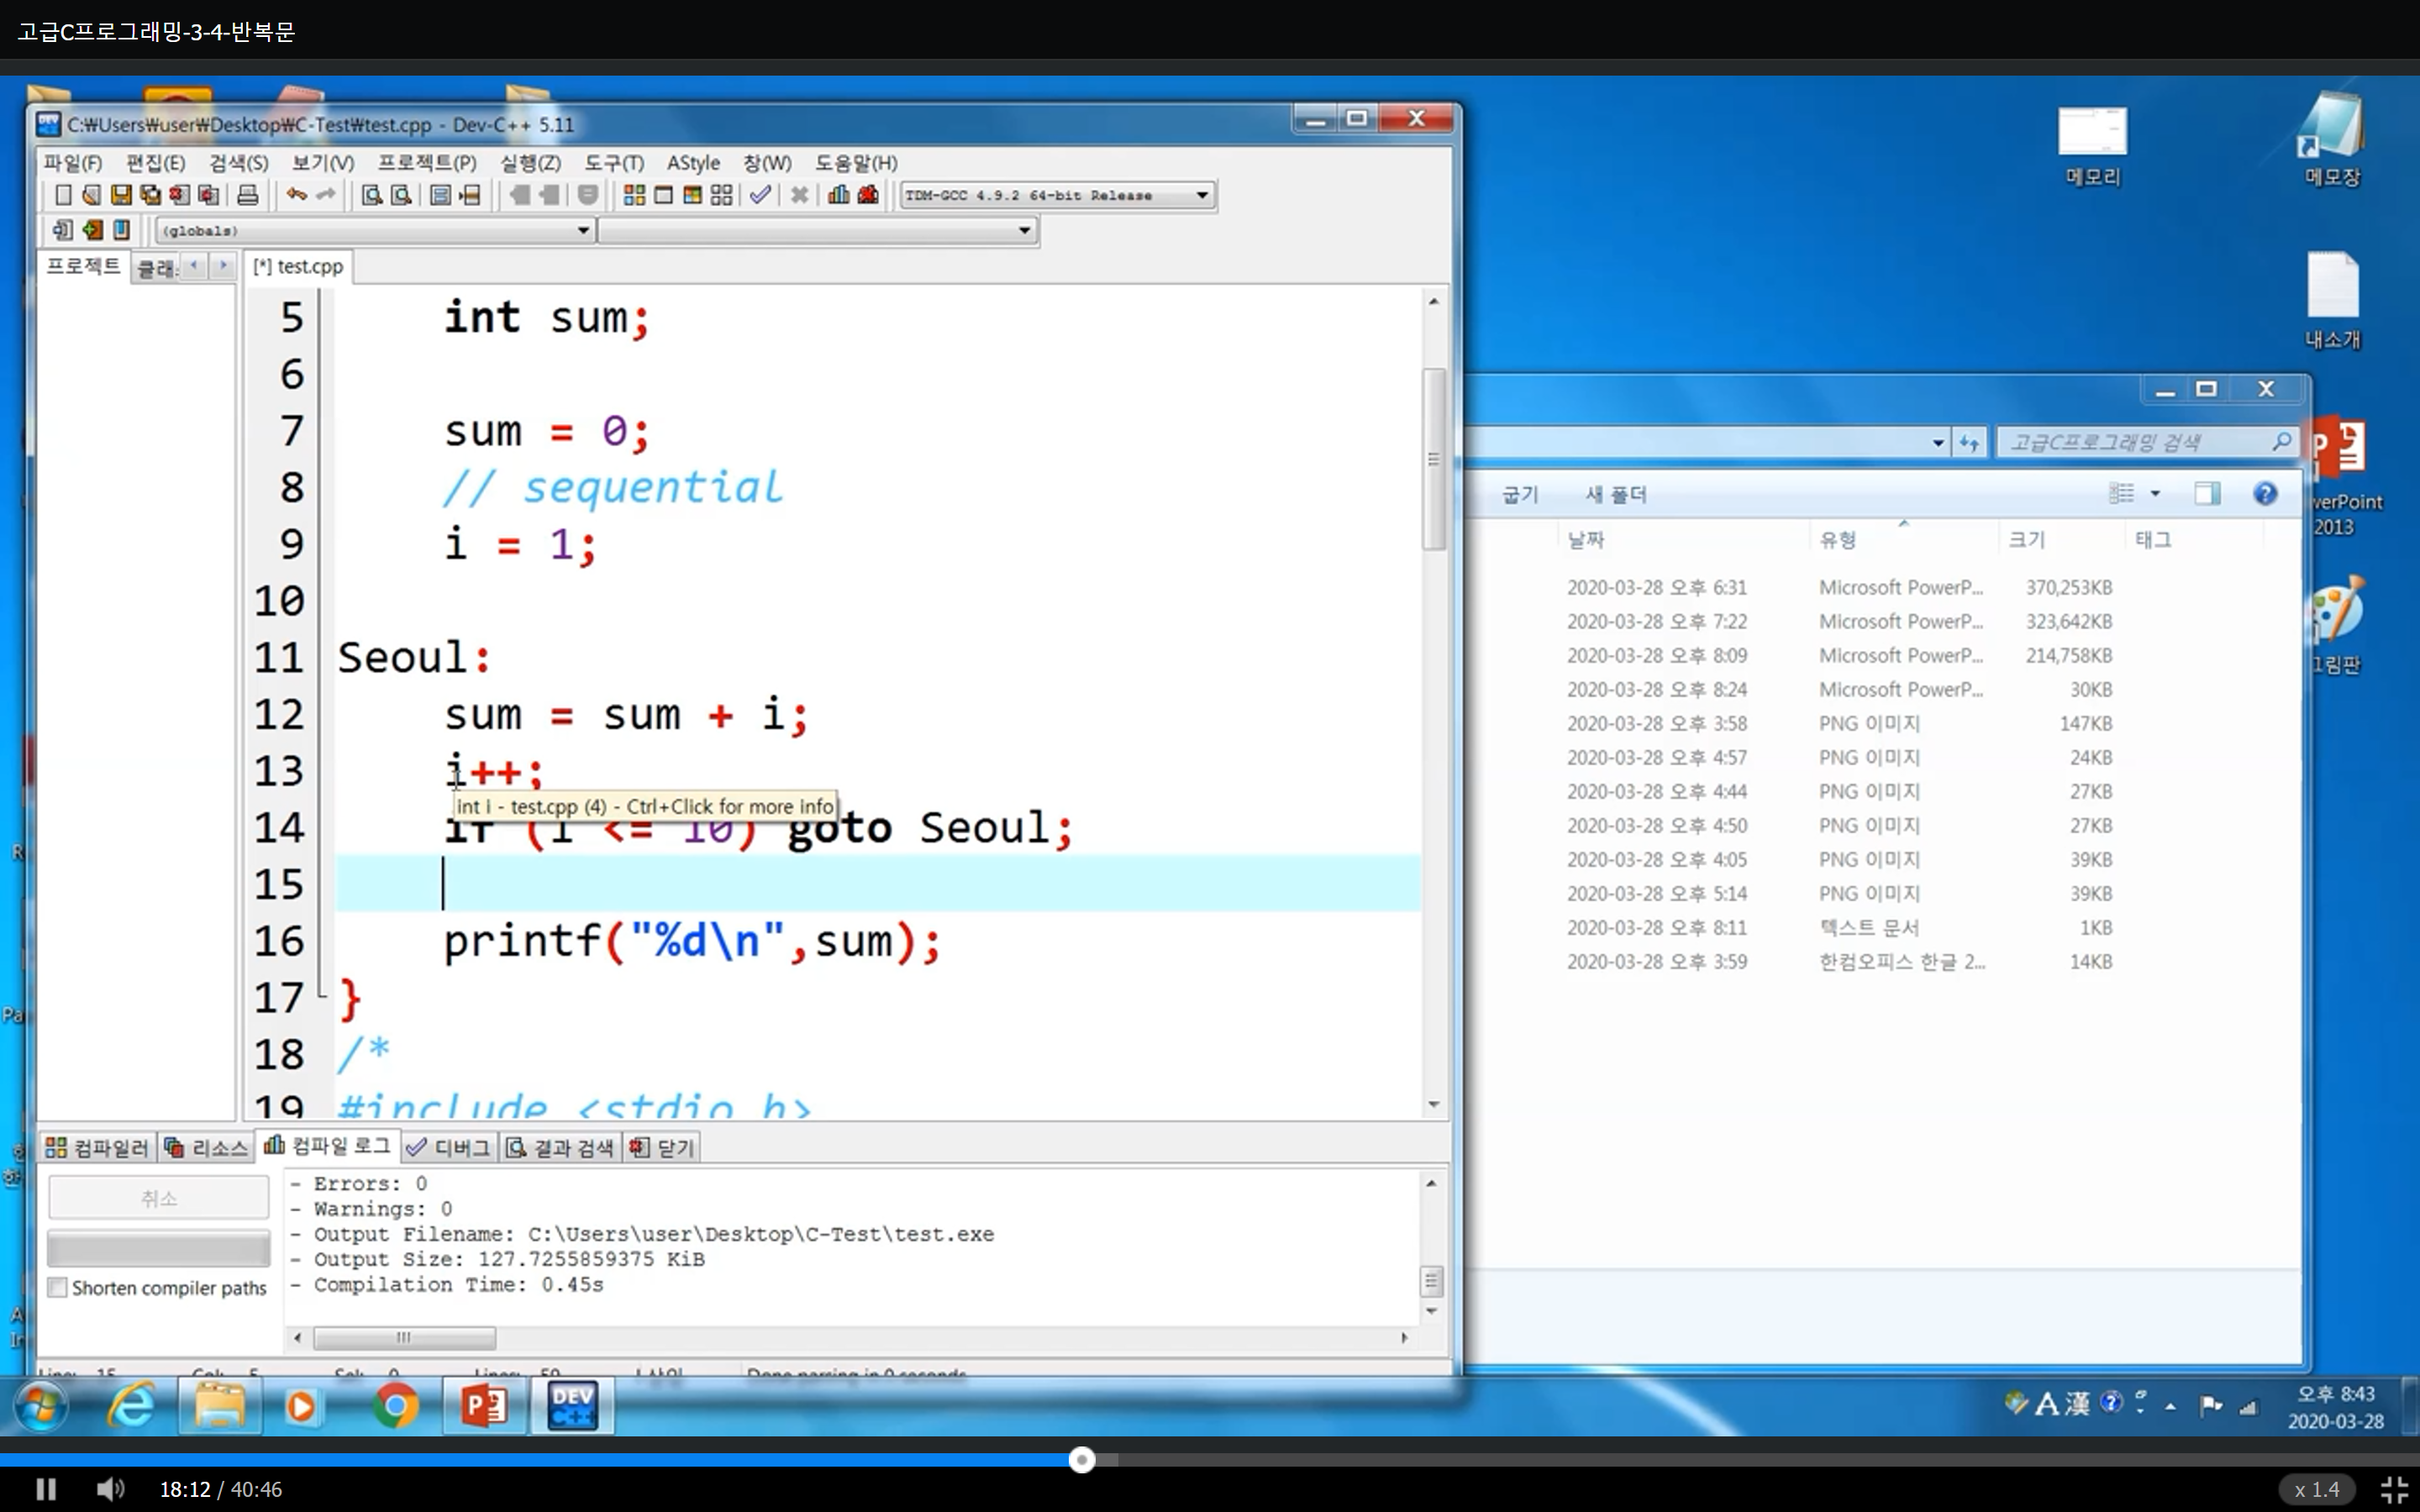 고급C프로그래밍-3-4-반복문
C:\Users\user\Desktop\C-Test\test.cpp - Dev-C++ 5.11
파일(F) 편집(E) 검색(S) 보기(V) 프로젝트(P) 실행(Z) 도구(T) AStyle 창(W) 도움말(H)
TDM-GCC 4.9.2 64-bit Release
(globals)
프로젝트 클래 [*] test.cpp
5 int sum;
6
7 sum = 0;
8 // sequential
9 i = 1;
10
11 Seoul:
12 sum = sum + i;
13 i++;
int i - test.cpp (4) - Ctrl+Click for more info
14 if (i <= 10) goto Seoul;
15
16 printf("%d\n",sum);
17 }
18 /*
19 #include <stdio.h>
컴파일러 리소스 컴파일 로그 디버그 결과 검색 닫기
취소
Shorten compiler paths
- Errors: 0
- Warnings: 0
- Output Filename: C:\Users\user\Desktop\C-Test\test.exe
- Output Size: 127.7255859375 KiB
- Compilation Time: 0.45s
Line: 15 Col: 5 Sel: 0 Lines: 59 삽입 Done parsing in 0 seconds
메모리
메모장
내소개
werPoint
2013
그림판
고급C프로그래밍 검색
굽기 새 폴더
날짜 유형 크기 태그
2020-03-28 오후 6:31 Microsoft PowerP... 370,253KB
2020-03-28 오후 7:22 Microsoft PowerP... 323,642KB
2020-03-28 오후 8:09 Microsoft PowerP... 214,758KB
2020-03-28 오후 8:24 Microsoft PowerP... 30KB
2020-03-28 오후 3:58 PNG 이미지 147KB
2020-03-28 오후 4:57 PNG 이미지 24KB
2020-03-28 오후 4:44 PNG 이미지 27KB
2020-03-28 오후 4:50 PNG 이미지 27KB
2020-03-28 오후 4:05 PNG 이미지 39KB
2020-03-28 오후 5:14 PNG 이미지 39KB
2020-03-28 오후 8:11 텍스트 문서 1KB
2020-03-28 오후 3:59 한컴오피스 한글 2... 14KB
DEV
C++
A 漢
오후 8:43
2020-03-28
18:12 / 40:46
x 1.4